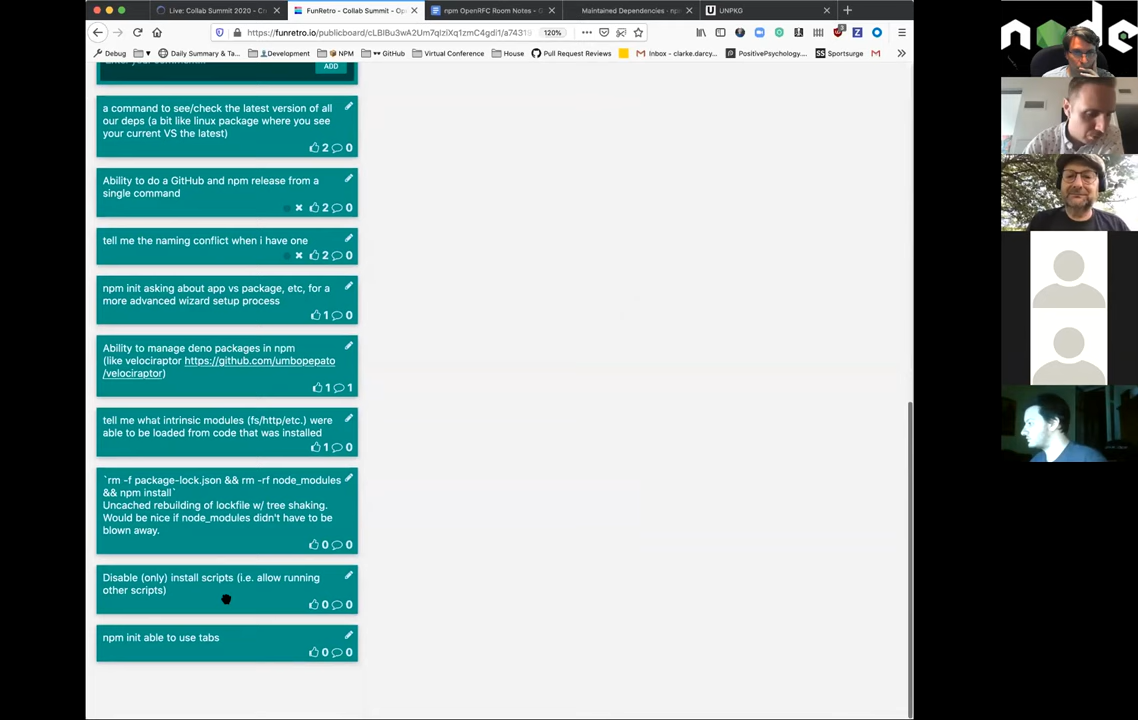 Live: Collab Summit 2020 - C
FunRetro - Collab Summit - Op
npm OpenRFC Room Notes - G
Maintained Dependencies - np
UNPKG
https://funretro.io/publicboard/cLBIBu3wA2Um7qIziXq1zmC4gdi1/a7431
120%
Debug
Daily Summary & Ta...
Development
NPM
GitHub
Virtual Conference
Pull Request Reviews
Inbox - clarke.darcy...
PositivePsychology....
Sportsurge
ADD
a command to see/check the latest version of all
our deps (a bit like linux package where you see
your current VS the latest)
2 0
Ability to do a GitHub and npm release from a
single command
2 0
tell me the naming conflict when i have one
2 0
npm init asking about app vs package, etc, for a
more advanced wizard setup process
1 0
Ability to manage deno packages in npm
(like velociraptor https://github.com/umbopepato
/velociraptor)
1 1
tell me what intrinsic modules (fs/http/etc.) were
able to be loaded from code that was installed
1 0
`rm -f package-lock.json && rm -rf node_modules
&& npm install`
Uncached rebuilding of lockfile w/ tree shaking.
Would be nice if node_modules didn't have to be
blown away.
0 0
Disable (only) install scripts (i.e. allow running
other scripts)
0 0
npm init able to use tabs
0 0
node